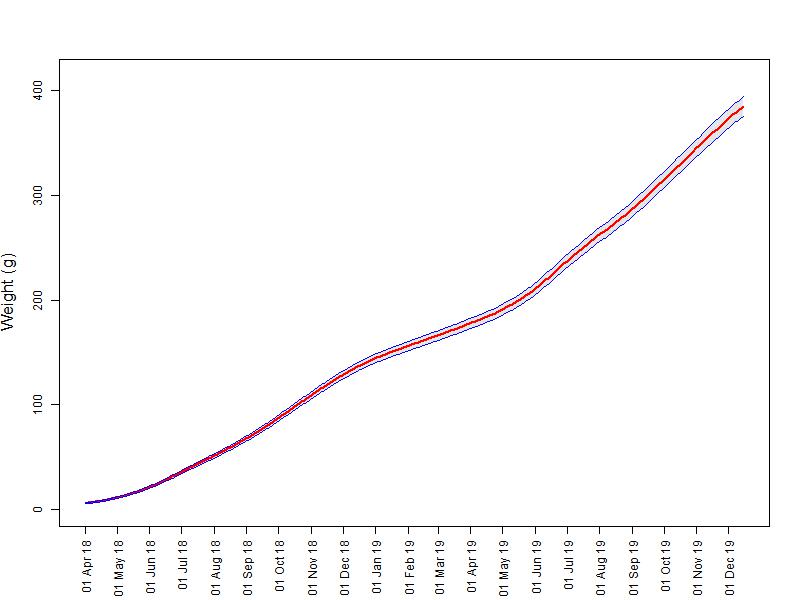 Weight (g)
400
300
200
100
0
01 Apr 18
01 May 18
01 Jun 18
01 Jul 18
01 Aug 18
01 Sep 18
01 Oct 18
01 Nov 18
01 Dec 18
01 Jan 19
01 Feb 19
01 Mar 19
01 Apr 19
01 May 19
01 Jun 19
01 Jul 19
01 Aug 19
01 Sep 19
01 Oct 19
01 Nov 19
01 Dec 19